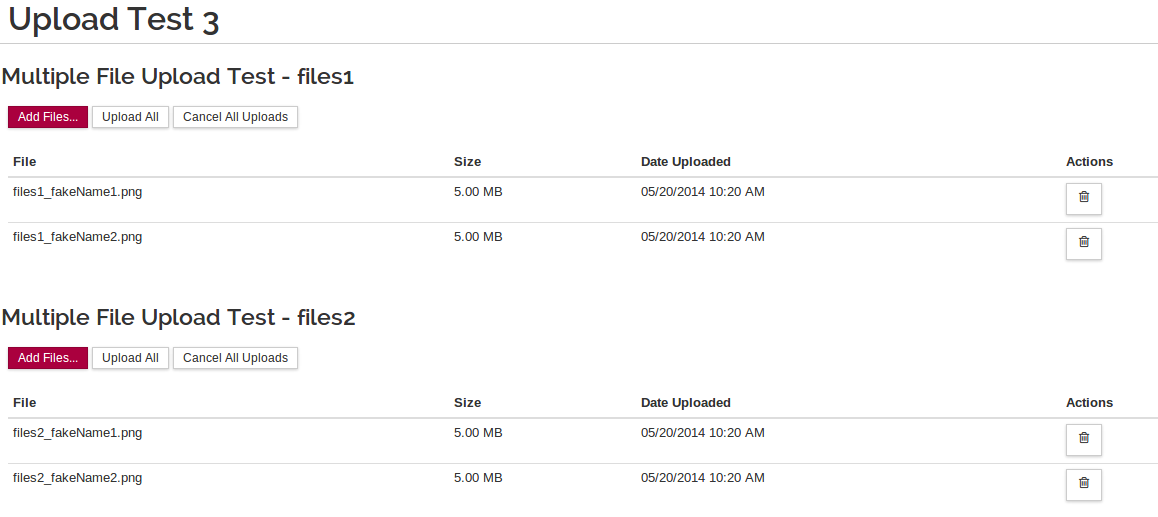 Upload Test 3
Multiple File Upload Test - files1
Add Files... Upload All Cancel All Uploads
File Size Date Uploaded Actions
files1_fakeName1.png 5.00 MB 05/20/2014 10:20 AM
files1_fakeName2.png 5.00 MB 05/20/2014 10:20 AM
Multiple File Upload Test - files2
Add Files... Upload All Cancel All Uploads
File Size Date Uploaded Actions
files2_fakeName1.png 5.00 MB 05/20/2014 10:20 AM
files2_fakeName2.png 5.00 MB 05/20/2014 10:20 AM